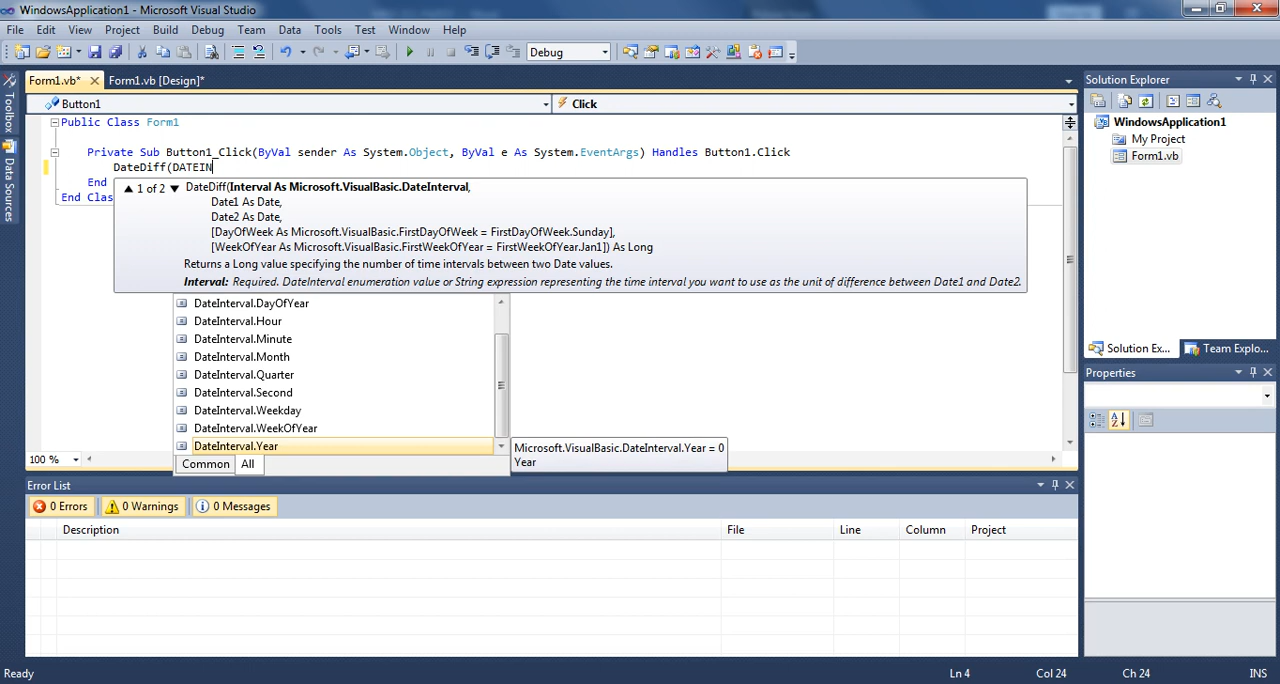 WindowsApplication1 - Microsoft Visual Studio
File Edit View Project Build Debug Team Data Tools Test Window Help
Debug
Form1.vb* Form1.vb [Design]*
Button1 Click
Toolbox
Data Sources
Public Class Form1
Private Sub Button1_Click(ByVal sender As System.Object, ByVal e As System.EventArgs) Handles Button1.Click
DateDiff(DATEIN
End
End Clas
1 of 2 DateDiff(Interval As Microsoft.VisualBasic.DateInterval,
Date1 As Date,
Date2 As Date,
[DayOfWeek As Microsoft.VisualBasic.FirstDayOfWeek = FirstDayOfWeek.Sunday],
[WeekOfYear As Microsoft.VisualBasic.FirstWeekOfYear = FirstWeekOfYear.Jan1]) As Long
Returns a Long value specifying the number of time intervals between two Date values.
Interval: Required. DateInterval enumeration value or String expression representing the time interval you want to use as the unit of difference between Date1 and Date2.
DateInterval.DayOfYear
DateInterval.Hour
DateInterval.Minute
DateInterval.Month
DateInterval.Quarter
DateInterval.Second
DateInterval.Weekday
DateInterval.WeekOfYear
DateInterval.Year
Common All
Microsoft.VisualBasic.DateInterval.Year = 0
Year
100 %
Error List
0 Errors 0 Warnings 0 Messages
Description File Line Column Project
Solution Explorer
WindowsApplication1
My Project
Form1.vb
Solution Ex... Team Explo...
Properties
Ready Ln 4 Col 24 Ch 24 INS